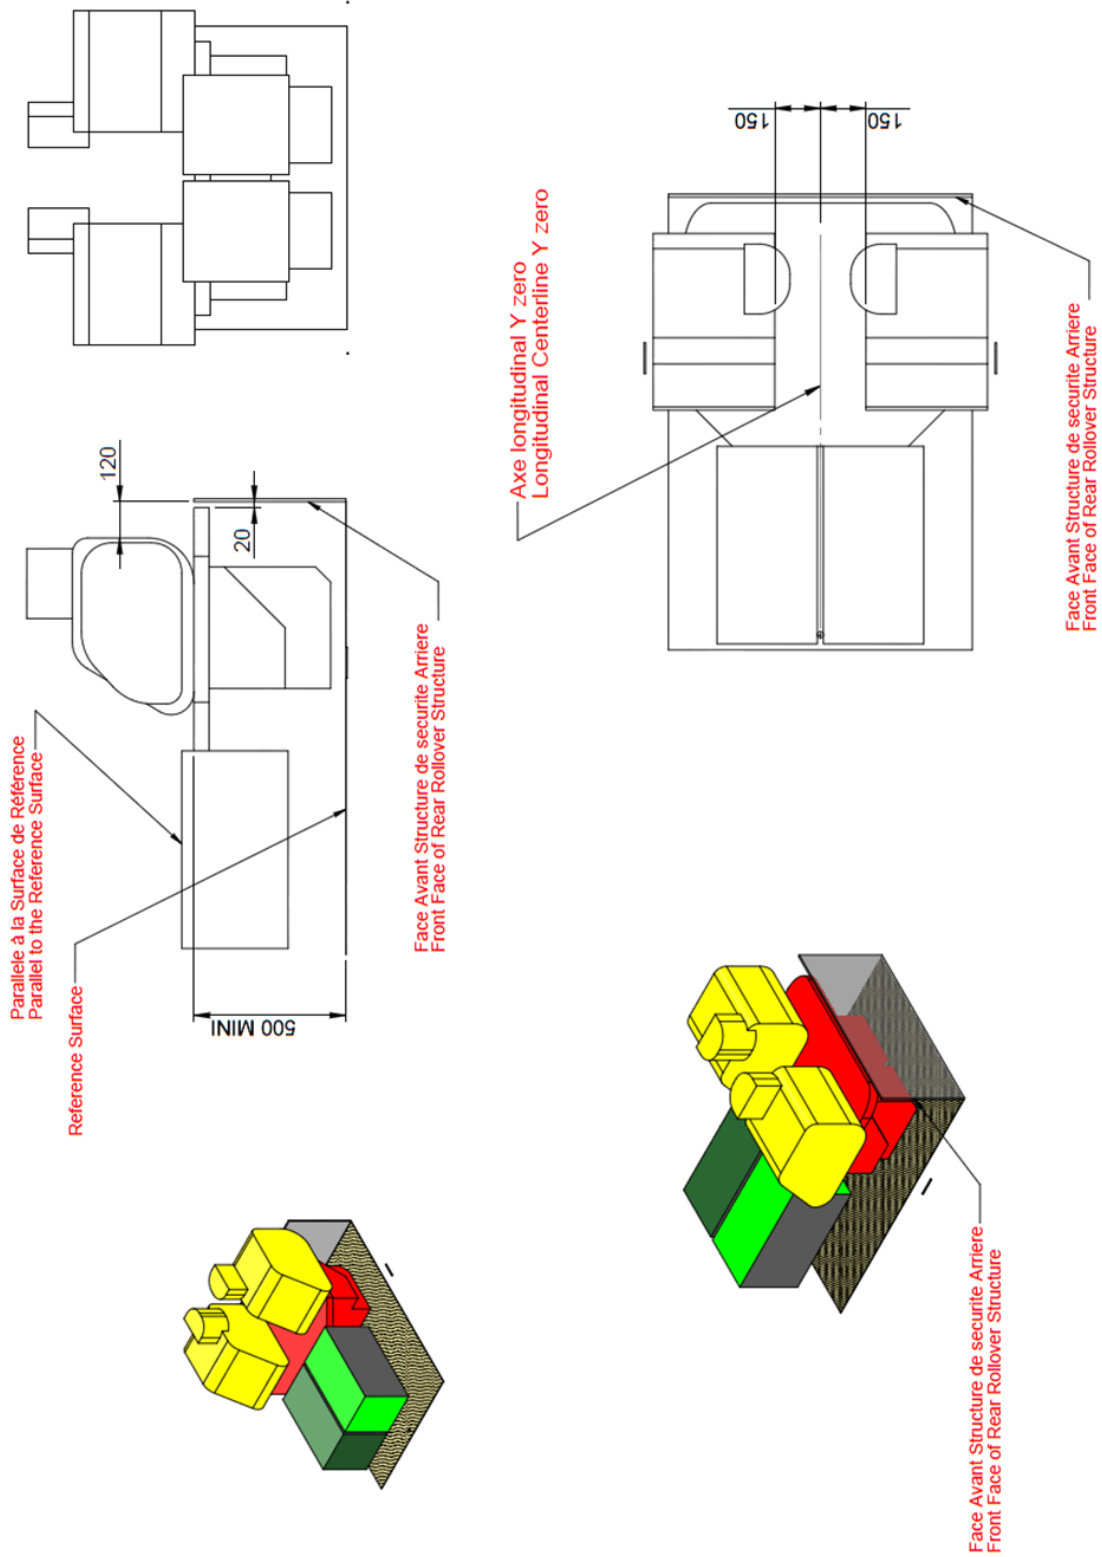 Parallele à la Surface de Référence
Parallel to the Reference Surface
Reference Surface
500 MINI
120
20
Face Avant Structure de securite Arriere
Front Face of Rear Rollover Structure
Axe longitudinal Y zero
Longitudinal Centerline Y zero
150
150
Face Avant Structure de securite Arriere
Front Face of Rear Rollover Structure
Face Avant Structure de securite Arriere
Front Face of Rear Rollover Structure